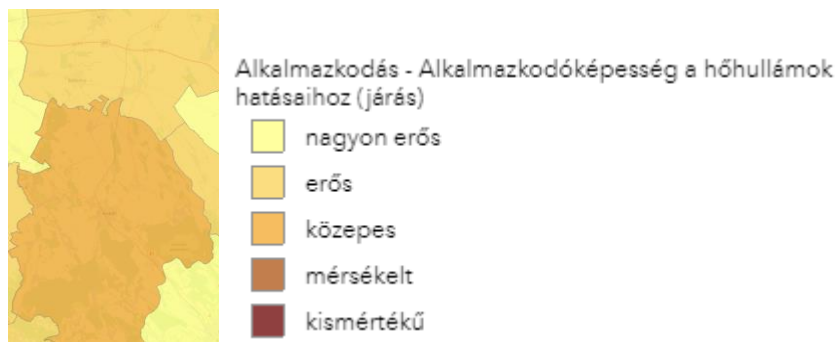 Alkalmazkodás - Alkalmazkodóképesség a hőhullámok
hatásaihoz (járás)
nagyon erős
erős
közepes
mérsékelt
kismértékű